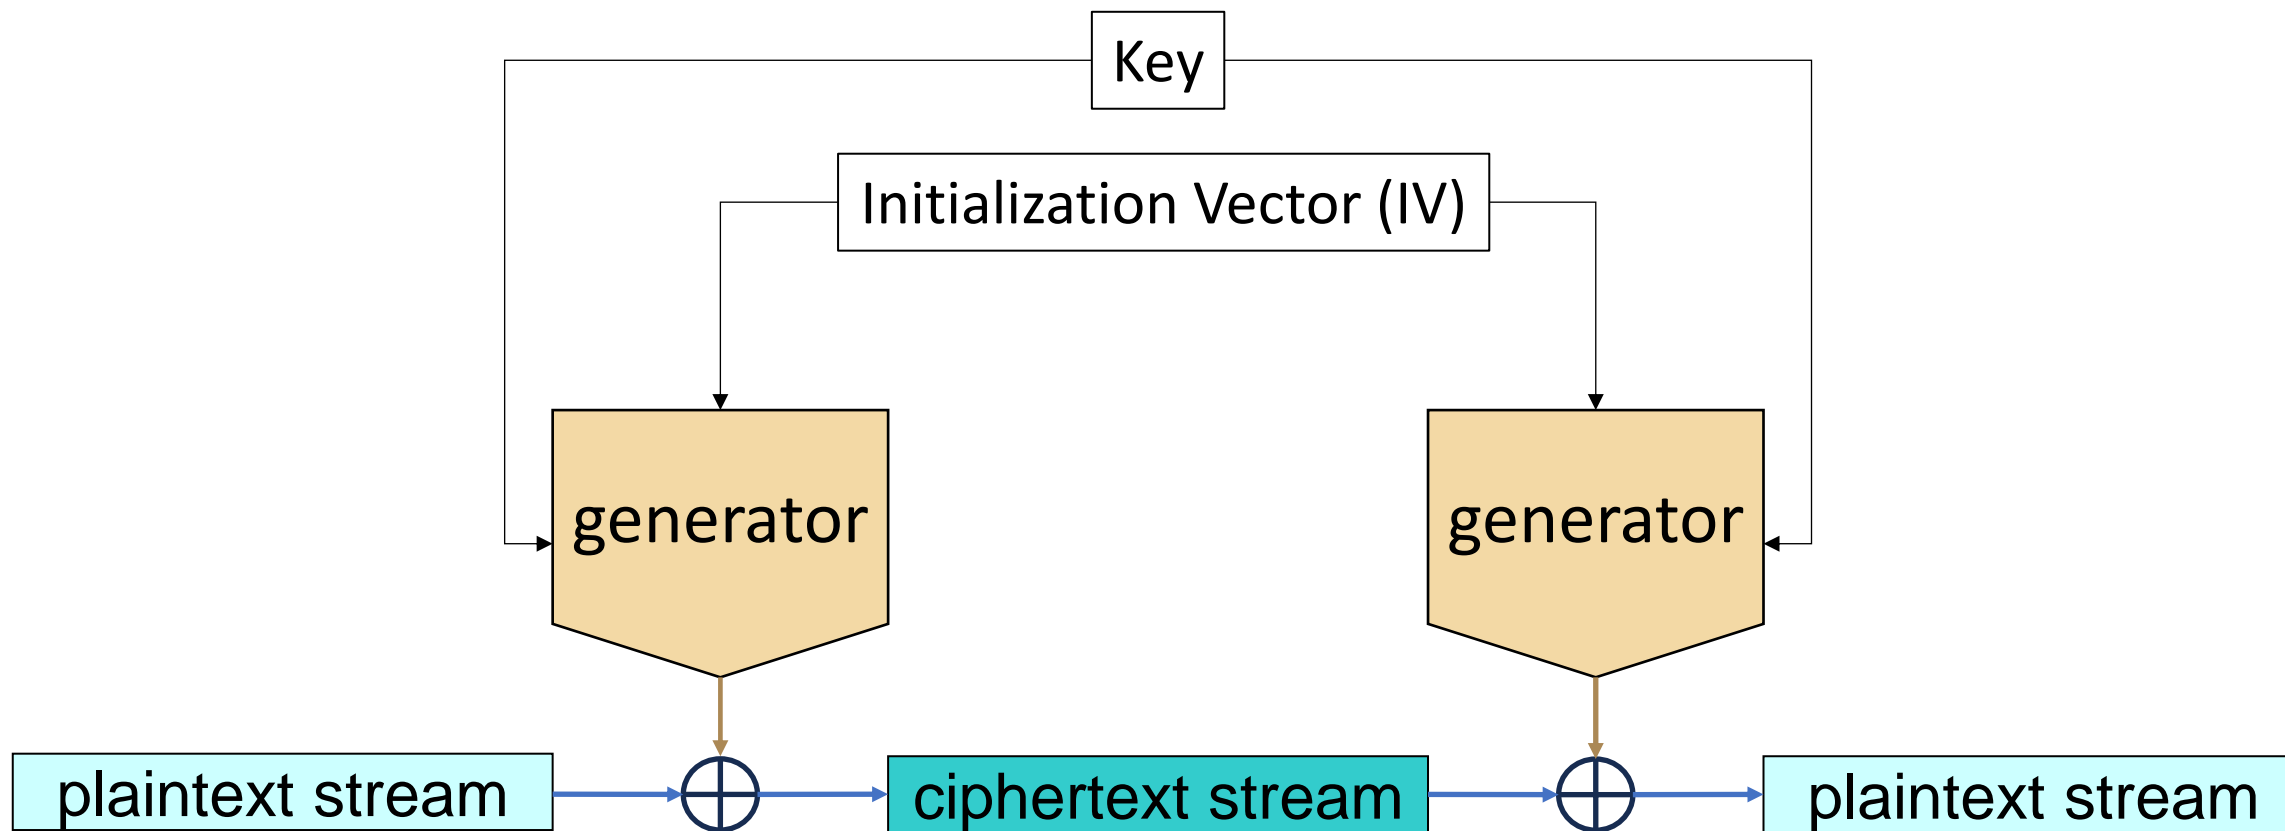 Key
Initialization Vector (IV)
generator
generator
plaintext stream
ciphertext stream
plaintext stream